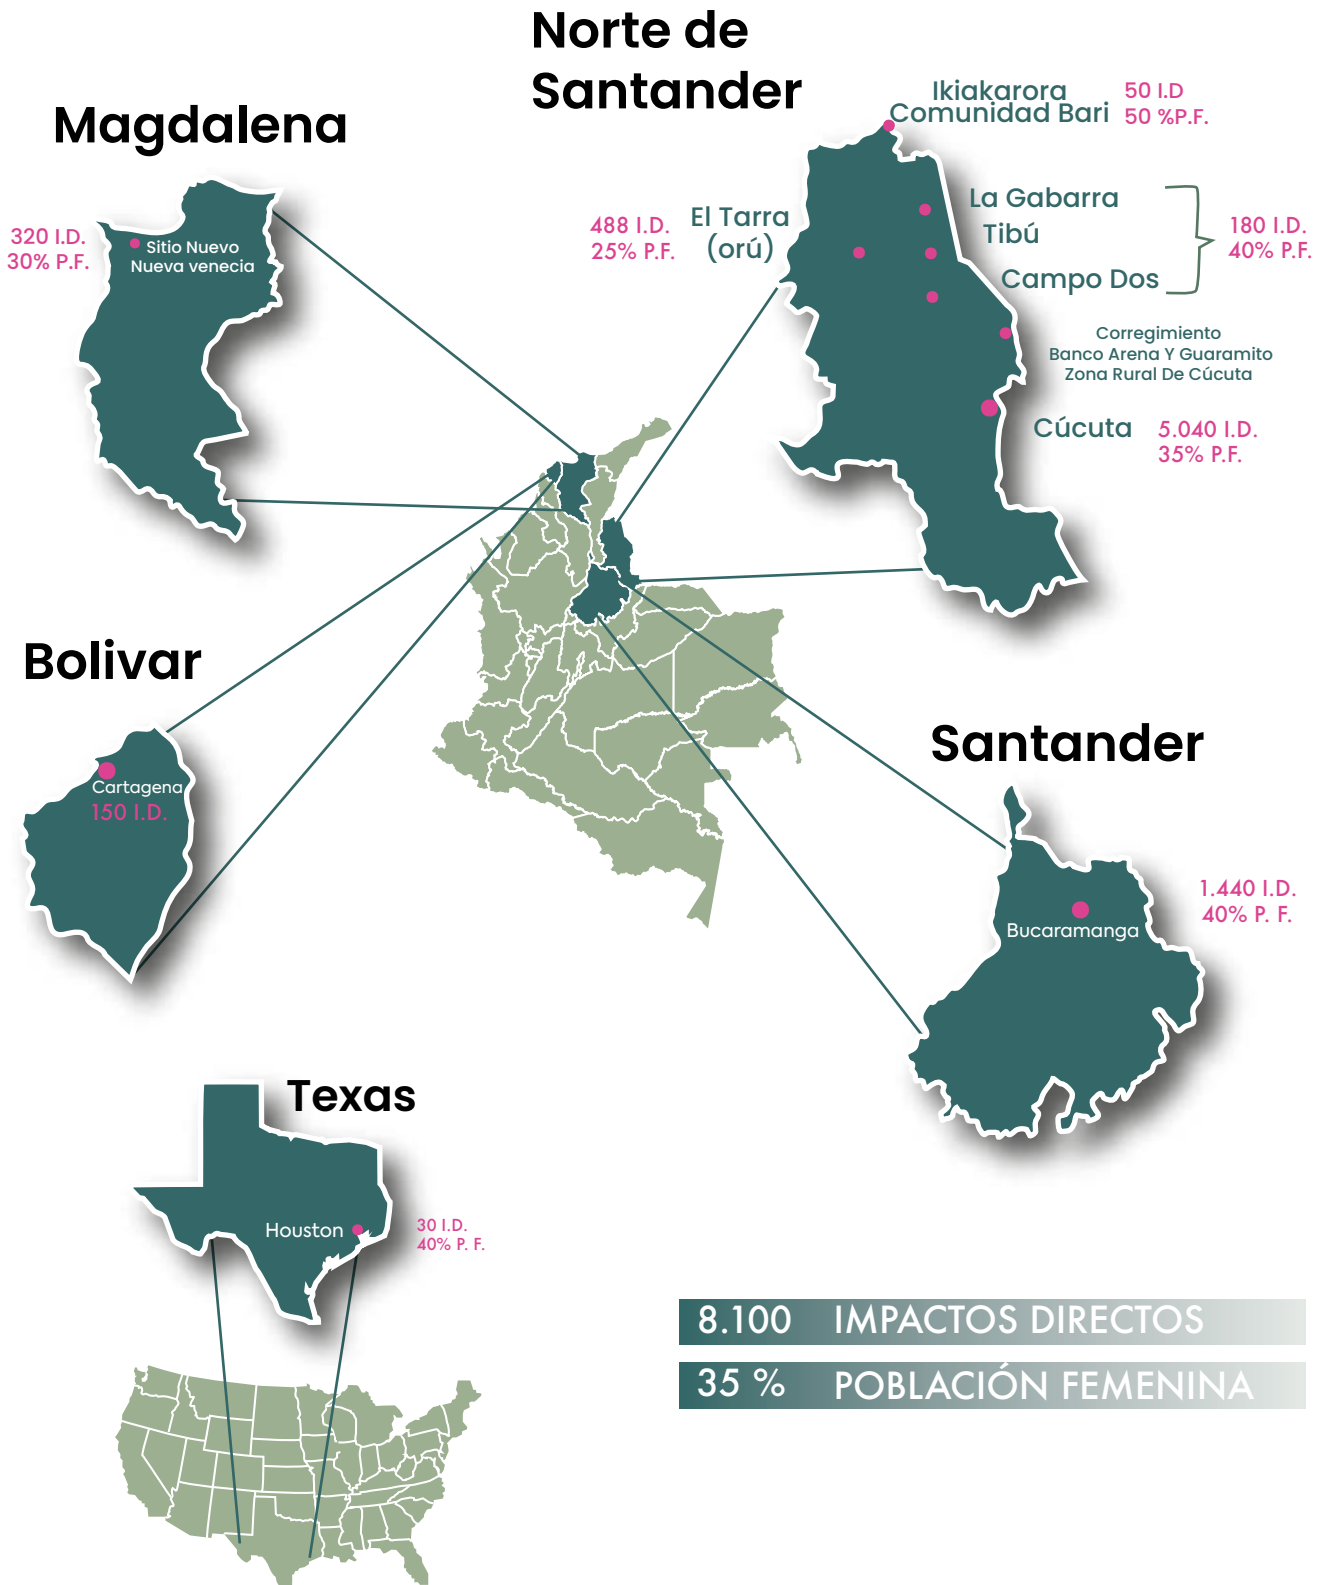 Norte de
Santander
Ikiakarora
Comunidad Bari
50 I.D
50 %P.F.
La Gabarra
Tibú
Campo Dos
180 I.D.
40% P.F.
488 I.D.
25% P.F.
El Tarra
(orú)
Corregimiento
Banco Arena Y Guaramito
Zona Rural De Cúcuta
Cúcuta
5.040 I.D.
35% P.F.
Magdalena
320 I.D.
30% P.F.
Sitio Nuevo
Nueva venecia
Bolivar
Cartagena
150 I.D.
Santander
1.440 I.D.
40% P. F.
Bucaramanga
Texas
Houston
30 I.D.
40% P. F.
8.100 IMPACTOS DIRECTOS
35 % POBLACIÓN FEMENINA